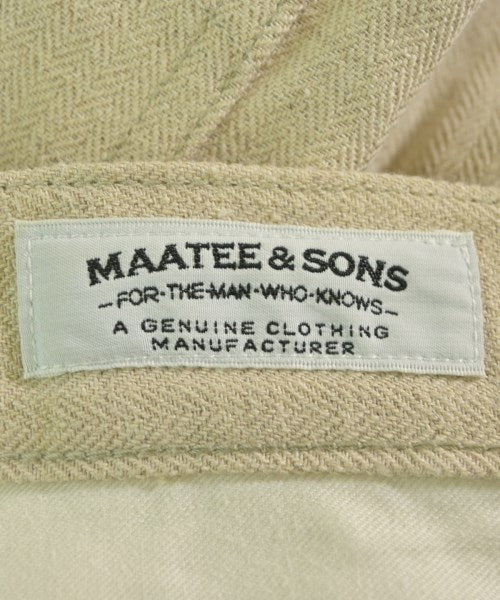 MAATEE & SONS
-FOR·THE·MAN·WHO·KNOWS-
A GENUINE CLOTHING
MANUFACTURER